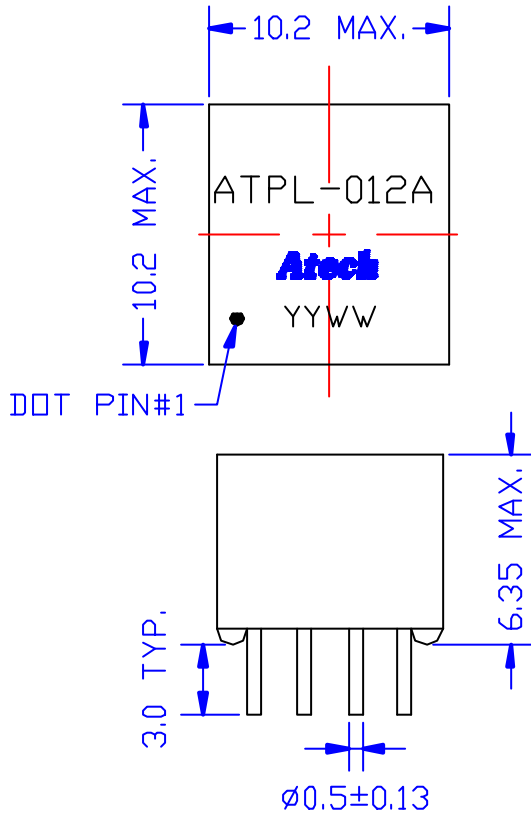 10.2 MAX.
10.2 MAX.
ATPL-012A
Atech
YYWW
DOT PIN#1
6.35 MAX.
3.0 TYP.
Ø0.5±0.13